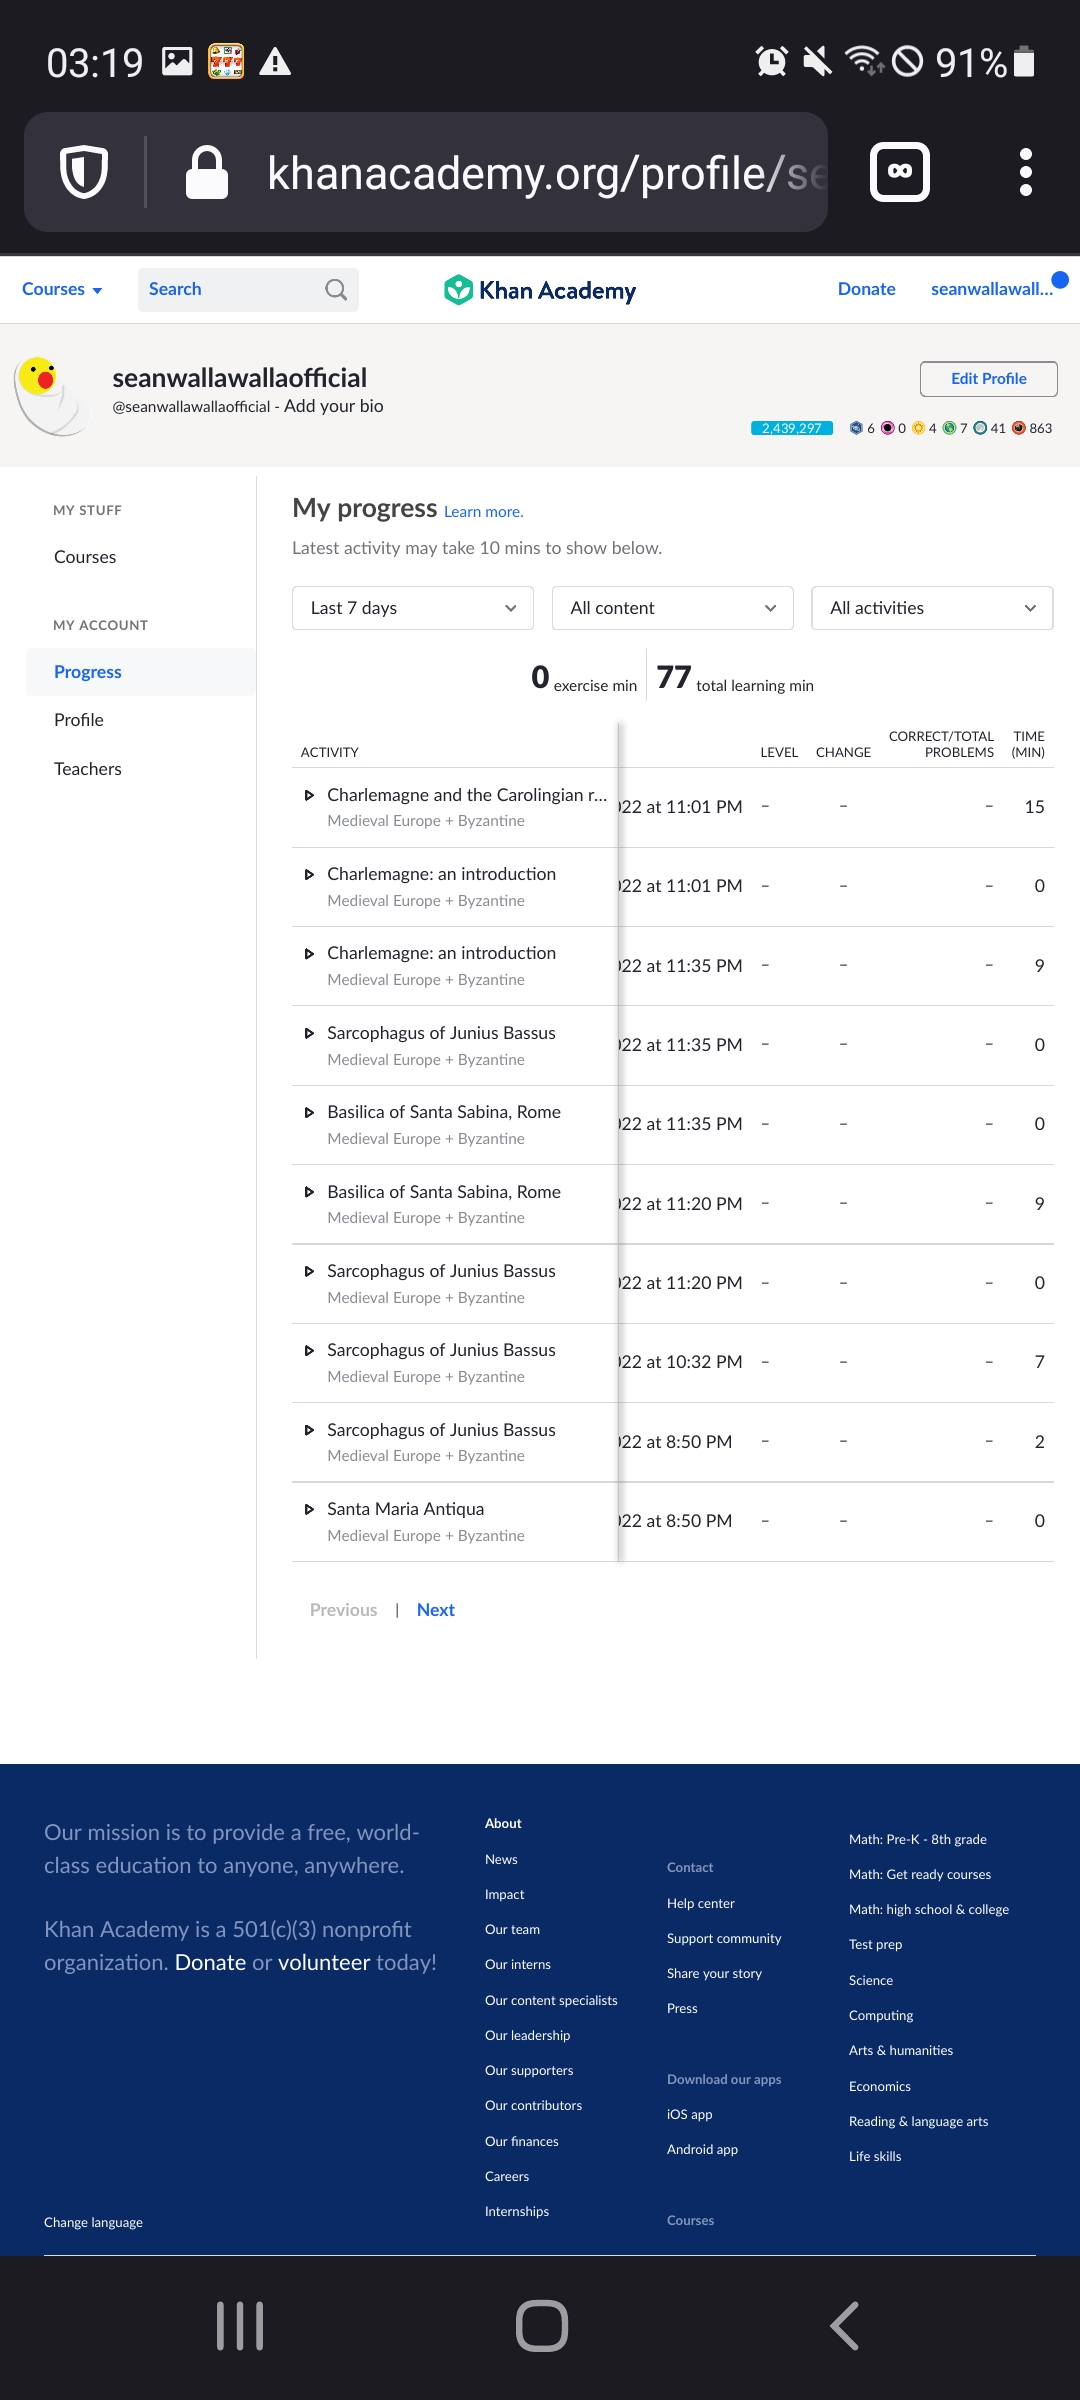 03:19
91%
khanacademy.org/profile/se
Courses
Search
Khan Academy
Donate
seanwallawall...
seanwallawallaofficial
@seanwallawallaofficial - Add your bio
Edit Profile
2,439,297 6 0 4 7 41 863
MY STUFF
Courses
MY ACCOUNT
Progress
Profile
Teachers
My progress Learn more.
Latest activity may take 10 mins to show below.
Last 7 days
All content
All activities
0 exercise min
77 total learning min
ACTIVITY LEVEL CHANGE CORRECT/TOTAL PROBLEMS TIME (MIN)
Charlemagne and the Carolingian r...
Medieval Europe + Byzantine
022 at 11:01 PM – – – 15
Charlemagne: an introduction
Medieval Europe + Byzantine
022 at 11:01 PM – – – 0
Charlemagne: an introduction
Medieval Europe + Byzantine
022 at 11:35 PM – – – 9
Sarcophagus of Junius Bassus
Medieval Europe + Byzantine
022 at 11:35 PM – – – 0
Basilica of Santa Sabina, Rome
Medieval Europe + Byzantine
022 at 11:35 PM – – – 0
Basilica of Santa Sabina, Rome
Medieval Europe + Byzantine
022 at 11:20 PM – – – 9
Sarcophagus of Junius Bassus
Medieval Europe + Byzantine
022 at 11:20 PM – – – 0
Sarcophagus of Junius Bassus
Medieval Europe + Byzantine
022 at 10:32 PM – – – 7
Sarcophagus of Junius Bassus
Medieval Europe + Byzantine
022 at 8:50 PM – – – 2
Santa Maria Antiqua
Medieval Europe + Byzantine
022 at 8:50 PM – – – 0
Previous | Next
Our mission is to provide a free, world-
class education to anyone, anywhere.
Khan Academy is a 501(c)(3) nonprofit
organization. Donate or volunteer today!
Change language
About
News
Impact
Our team
Our interns
Our content specialists
Our leadership
Our supporters
Our contributors
Our finances
Careers
Internships
Contact
Help center
Support community
Share your story
Press
Download our apps
iOS app
Android app
Courses
Math: Pre-K - 8th grade
Math: Get ready courses
Math: high school & college
Test prep
Science
Computing
Arts & humanities
Economics
Reading & language arts
Life skills